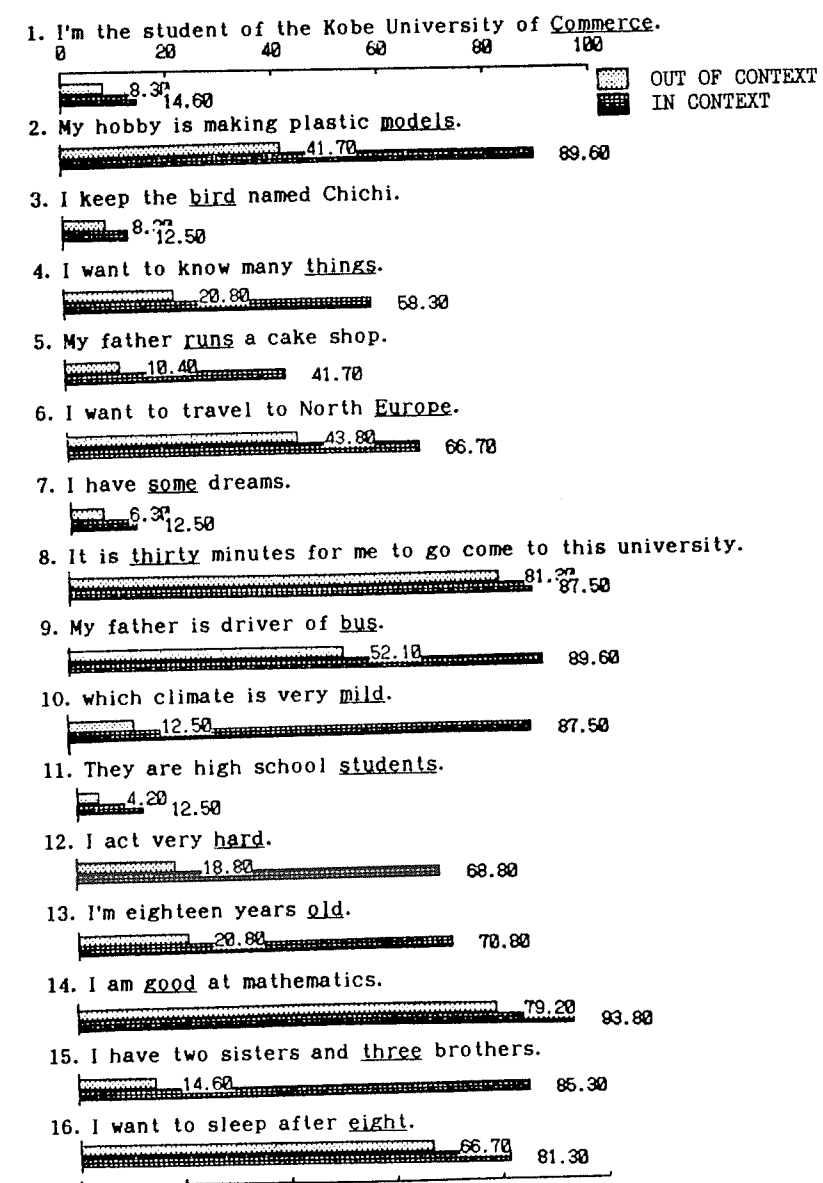 1. I'm the student of the Kobe University of Commerce.
0 20 40 60 80 100
OUT OF CONTEXT
8.30
IN CONTEXT
14.60
2. My hobby is making plastic models.
41.70
89.60
3. I keep the bird named Chichi.
12.50
4. I want to know many things.
20.80
58.30
5. My father runs a cake shop.
10.40
41.70
6. I want to travel to North Europe.
43.80
66.70
7. I have some dreams.
6.30
12.50
8. It is thirty minutes for me to go come to this university.
87.50
9. My father is driver of bus.
52.10
89.60
10. which climate is very mild.
12.50
87.50
11. They are high school students.
4.20
12.50
12. I act very hard.
18.80
68.80
13. I'm eighteen years old.
20.80
70.80
14. I am good at mathematics.
79.20
93.80
15. I have two sisters and three brothers.
14.60
85.30
16. I want to sleep after eight.
66.70
81.30